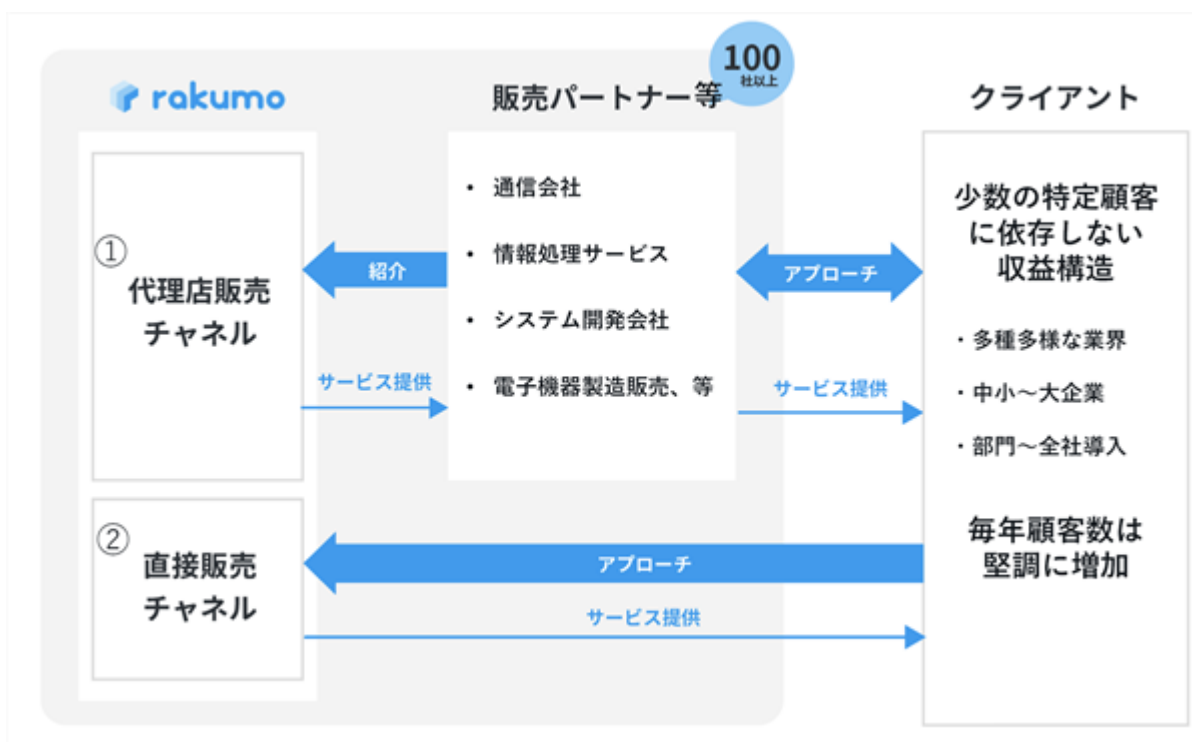 rakumo
販売パートナー等
100
社以上
クライアント
①
代理店販売
チャネル
紹介
サービス提供
・ 通信会社
・ 情報処理サービス
・ システム開発会社
・ 電子機器製造販売、等
アプローチ
サービス提供
少数の特定顧客
に依存しない
収益構造
・多種多様な業界
・中小～大企業
・部門～全社導入
毎年顧客数は
堅調に増加
②
直接販売
チャネル
アプローチ
サービス提供